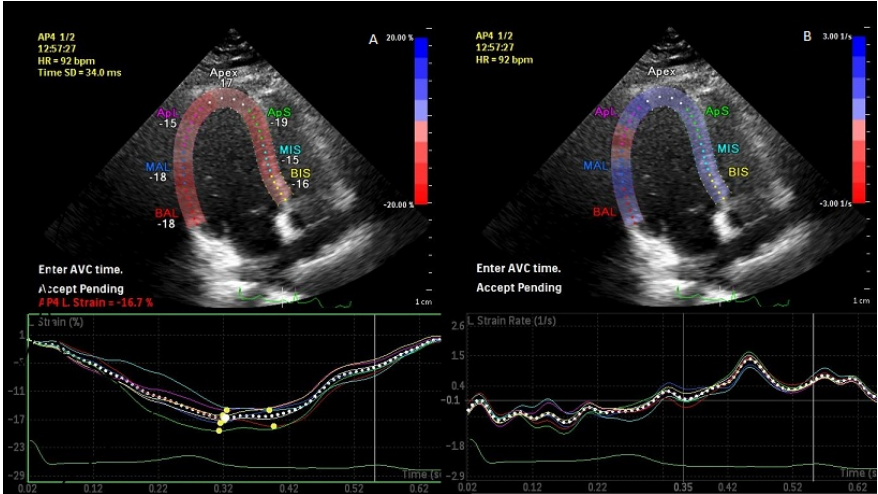 AP4 1/2
12:57:27
HR = 92 bpm
Time SD = 34.0 ms
A
20.00 %
Apex
17
ApL
-15
ApS
-19
MIS
-15
MAL
-18
BIS
-16
BAL
-18
-20.00 %
Enter AVC time.
Accept Pending
AP4 L. Strain = -16.7 %
1 cm
L Strain (%)
1
-5
-11
-17
-23
-29
Time (s)
0.02 0.12 0.22 0.32 0.42 0.52 0.62
AP4 1/2
12:57:27
HR = 92 bpm
B
3.00 1/s
Apex
ApL
ApS
MIS
MAL
BIS
BAL
-3.00 1/s
Enter AVC time.
Accept Pending
1 cm
L Strain Rate (1/s)
2.6
1.5
0.4
-0.1
-1.8
-2.9
Time (s)
0.02 0.12 0.22 0.35 0.42 0.52 0.62